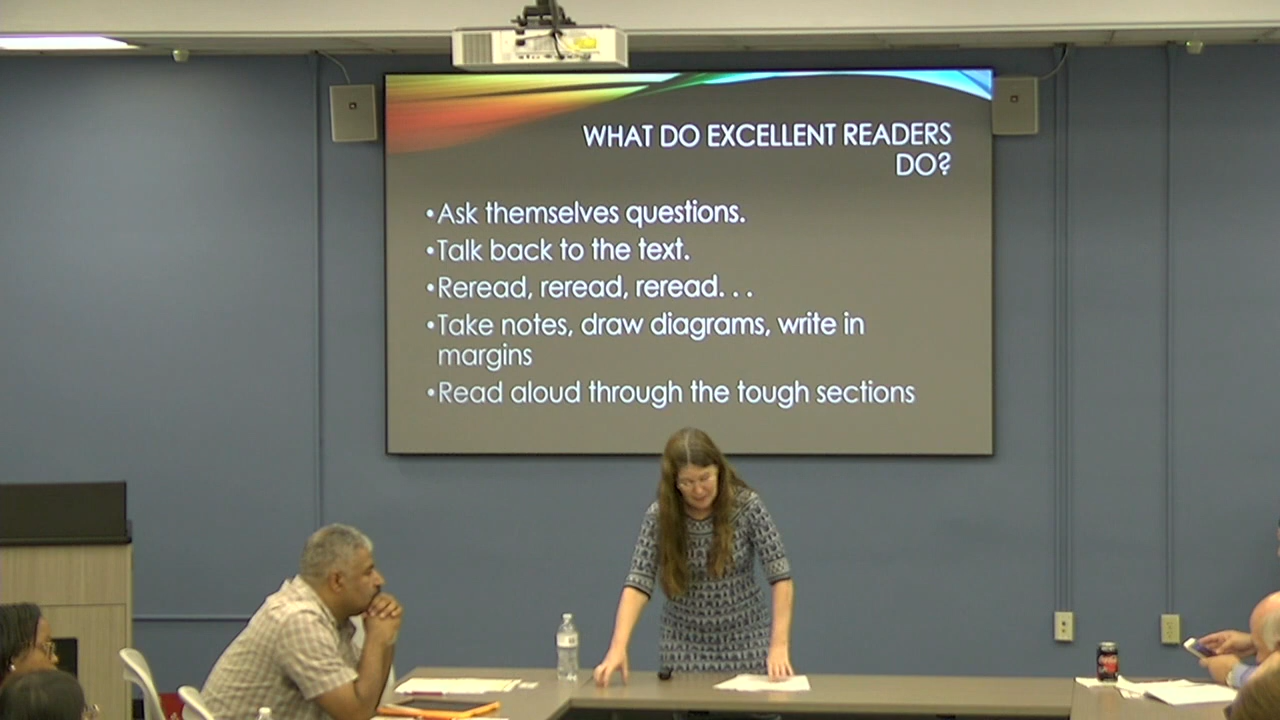 WHAT DO EXCELLENT READERS
DO?
•Ask themselves questions.
•Talk back to the text.
•Reread, reread, reread. . .
•Take notes, draw diagrams, write in
margins
•Read aloud through the tough sections